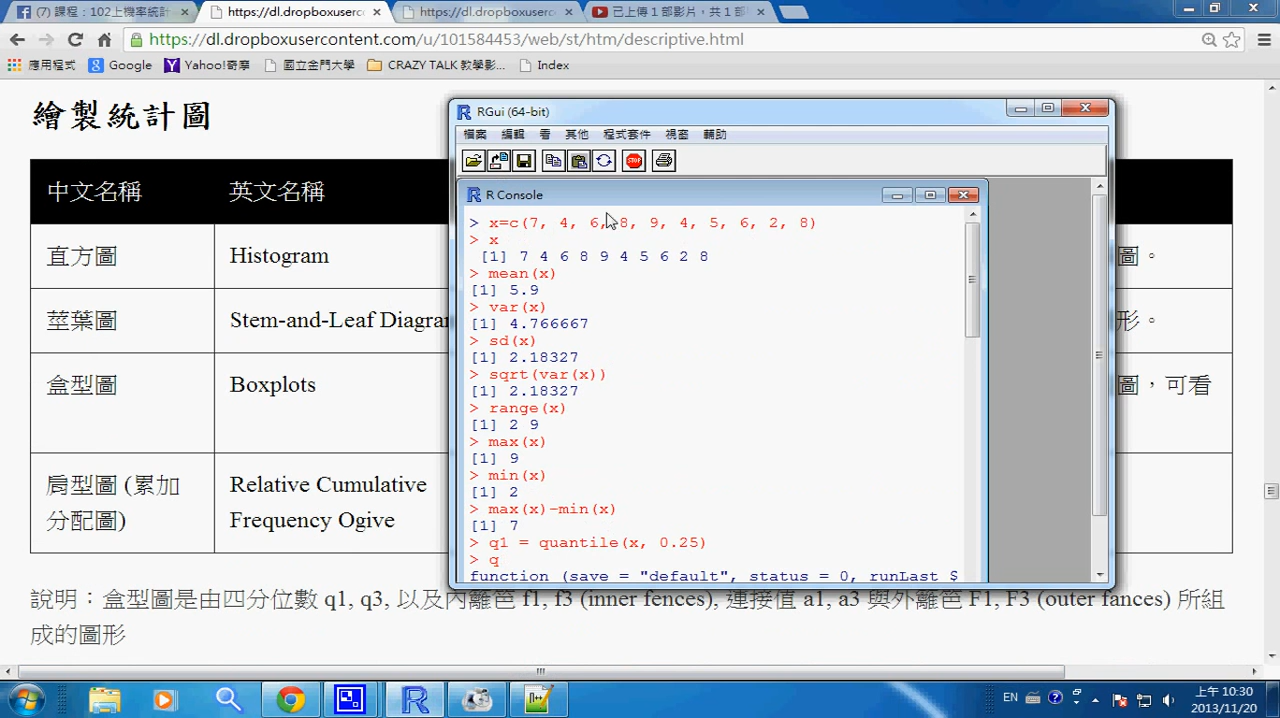 (7) 課程：102上機率統計
https://dl.dropboxuserco
https://dl.dropboxuserc
已上傳 1 部影片，共 1 部
https://dl.dropboxusercontent.com/u/101584453/web/st/htm/descriptive.html
應用程式 Google Yahoo!奇摩 國立金門大學 CRAZY TALK 教學影... Index
繪製統計圖
中文名稱 英文名稱
直方圖 Histogram 圖。
莖葉圖 Stem-and-Leaf Diagram 形。
盒型圖 Boxplots 圖，可看
肩型圖 (累加 Relative Cumulative
分配圖) Frequency Ogive
RGui (64-bit)
檔案 編輯 看 其他 程式套件 視窗 輔助
STOP
R Console
> x=c(7, 4, 6, 8, 9, 4, 5, 6, 2, 8)
> x
[1] 7 4 6 8 9 4 5 6 2 8
> mean(x)
[1] 5.9
> var(x)
[1] 4.766667
> sd(x)
[1] 2.18327
> sqrt(var(x))
[1] 2.18327
> range(x)
[1] 2 9
> max(x)
[1] 9
> min(x)
[1] 2
> max(x)-min(x)
[1] 7
> q1 = quantile(x, 0.25)
> q
function (save = "default", status = 0, runLast $
說明：盒型圖是由四分位數 q1, q3, 以及內籬笆 f1, f3 (inner fences), 連接值 a1, a3 與外籬笆 F1, F3 (outer fances) 所組
成的圖形
EN
上午 10:30
2013/11/20